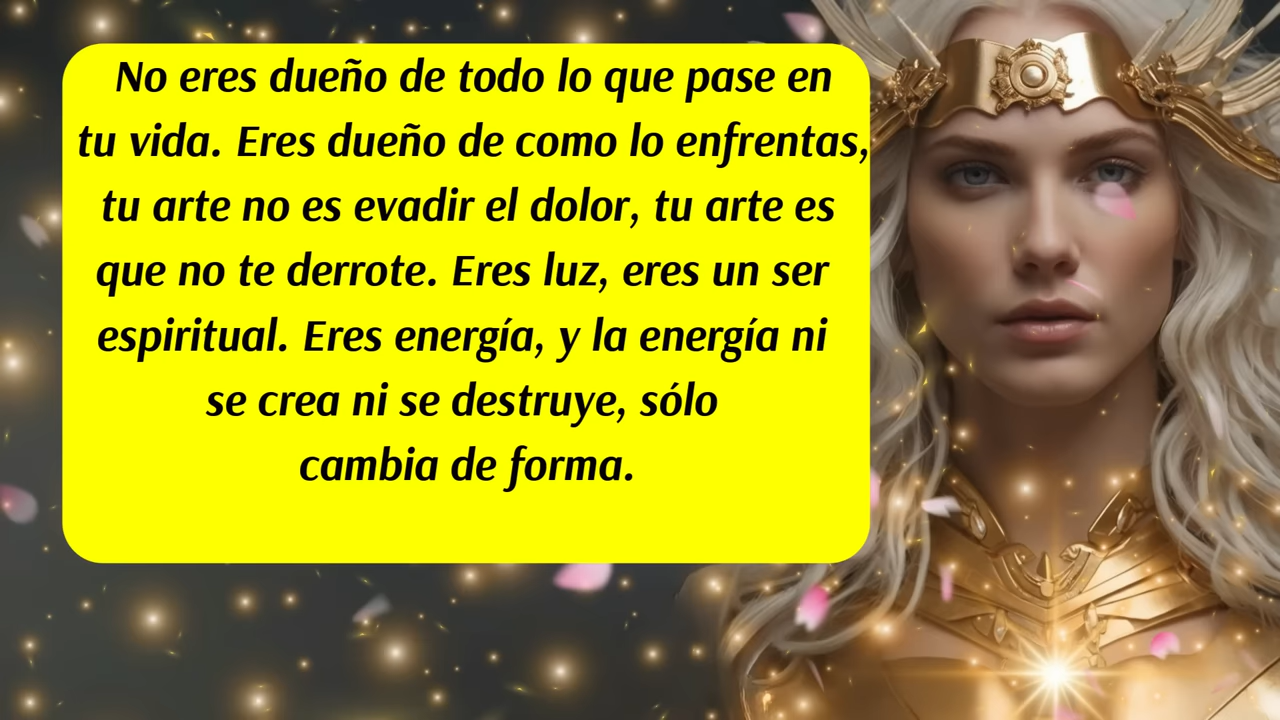 No eres dueño de todo lo que pase en
tu vida. Eres dueño de como lo enfrentas,
tu arte no es evadir el dolor, tu arte es
que no te derrote. Eres luz, eres un ser
espiritual. Eres energía, y la energía ni
se crea ni se destruye, sólo
cambia de forma.